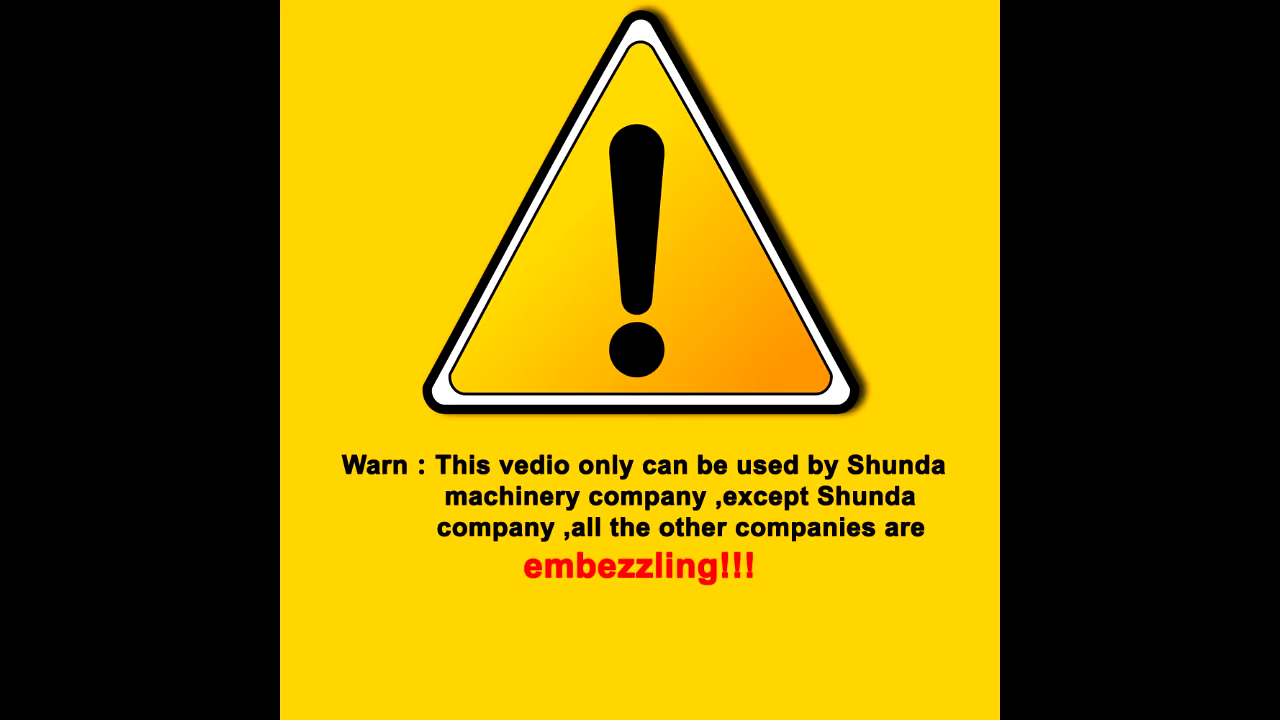 Warn : This vedio only can be used by Shunda
machinery company ,except Shunda
company ,all the other companies are
embezzling!!!